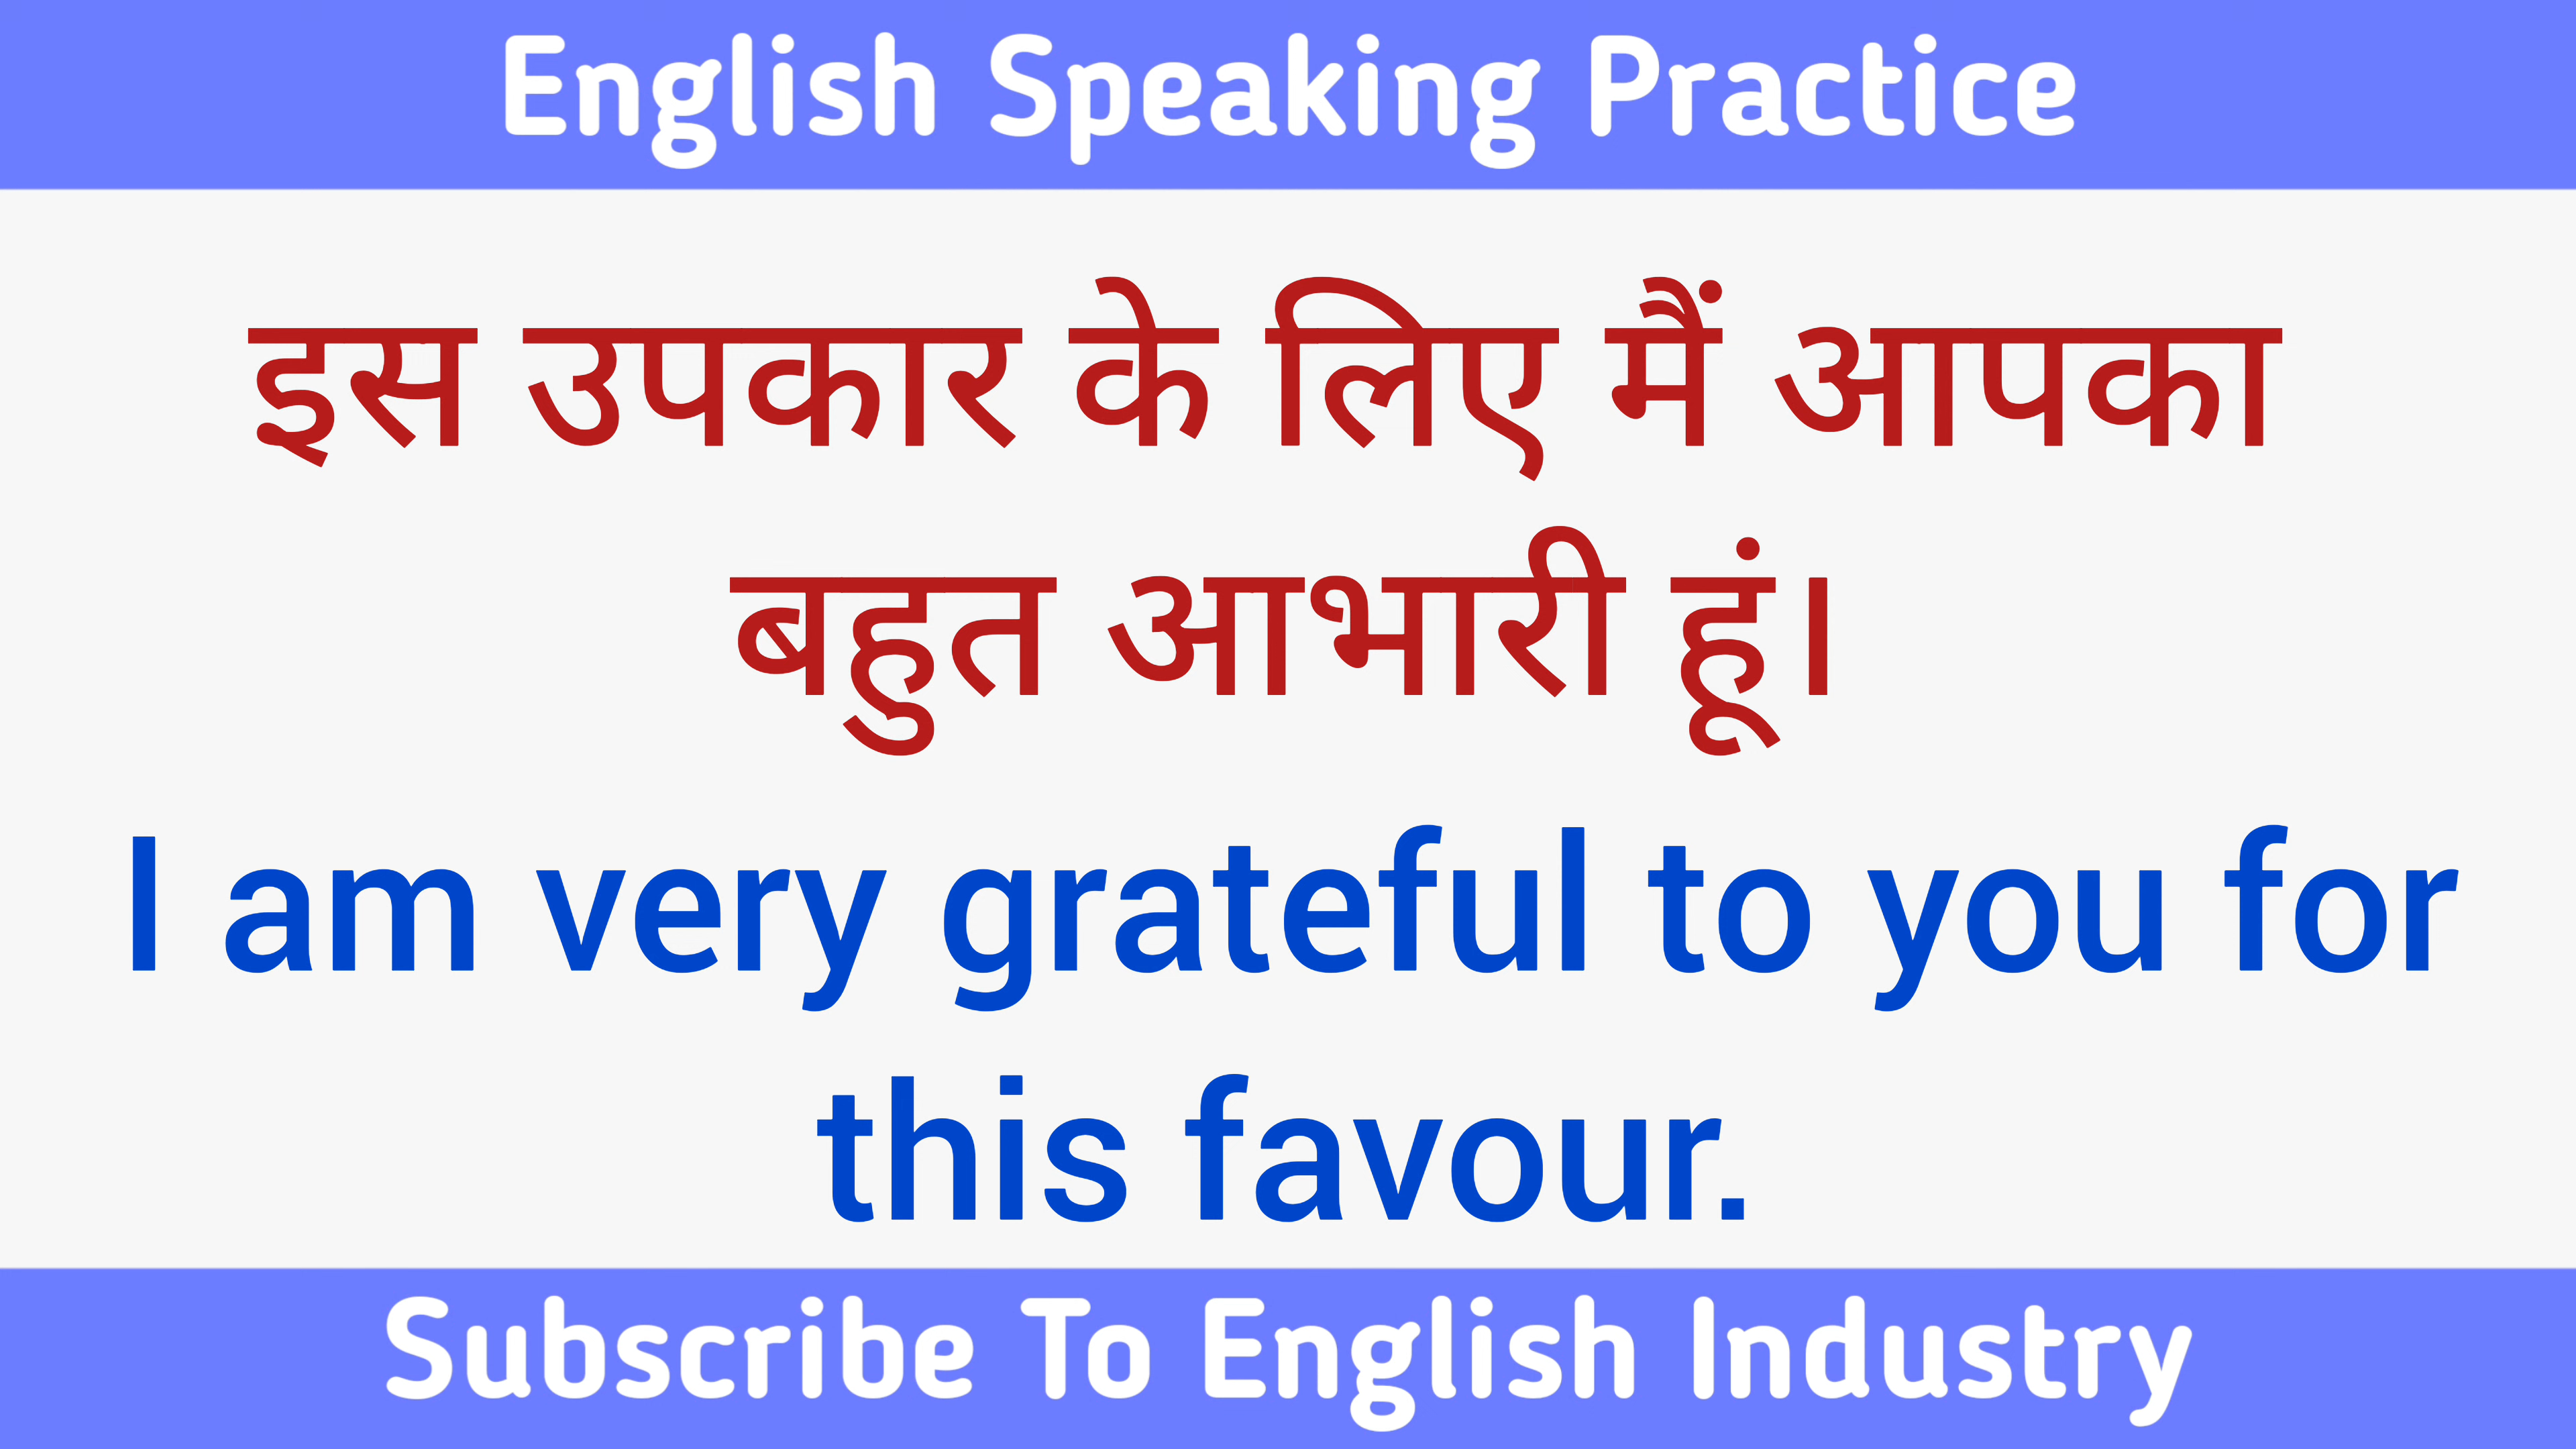 English Speaking Practice
इस उपकार के लिए मैं आपका
बहुत आभारी हूं।
I am very grateful to you for
this favour.
Subscribe To English Industry